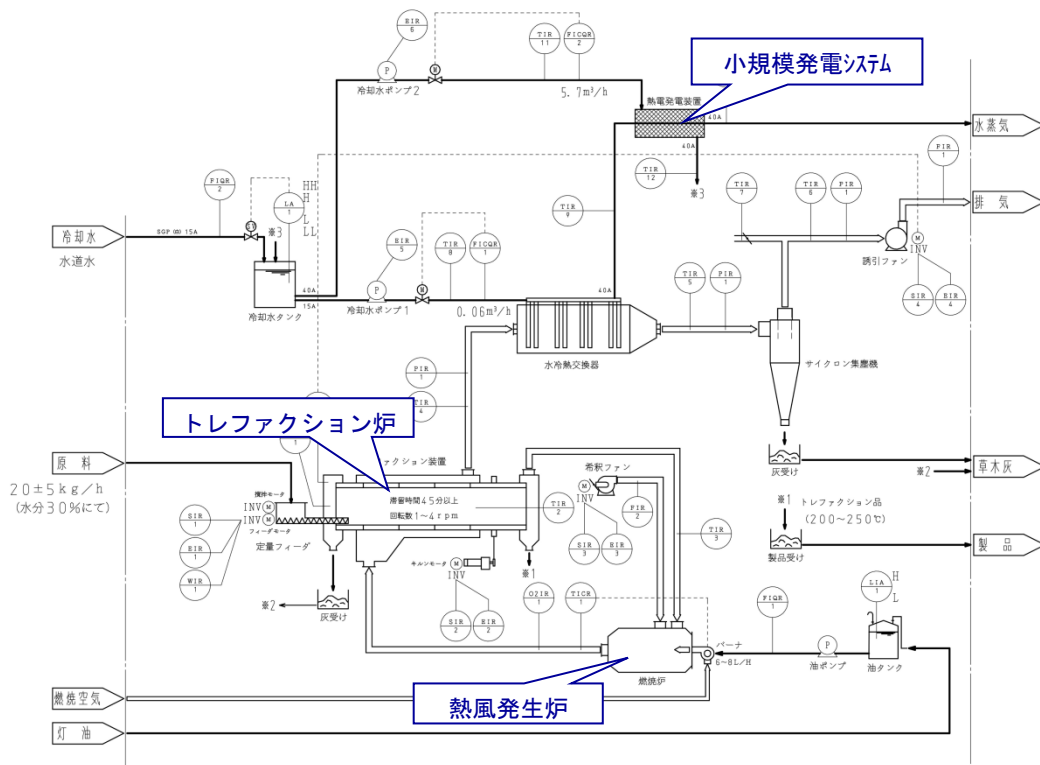 EIR
6
TIR
11
FICQR
2
P
M
冷却水ポンプ2
5.7m³/h
小規模発電システム
熱電発電装置
40A
水蒸気
40A
TIR
12
※3
FIQR
2
LA
1
HH
H
L
LL
冷却水
水道水
SGP 15A
※3
冷却水タンク
40A
15A
EIR
5
TIR
8
FICQR
1
P
M
冷却水ポンプ1
0.06m³/h
TIR
9
40A
TIR
7
TIR
6
PIR
1
PIR
1
排気
M
INV
誘引ファン
SIR
4
EIR
4
TIR
5
PIR
1
水冷熱交換器
サイクロン集塵機
PIR
1
TIR
4
トレファクション炉
1
ァクション装置
灰受け
※2
草木灰
原料
20±5kg/h
(水分30%にて)
撹拌モータ
INV
M
INV
M
フィーダモータ
定量フィーダ
SIR
1
EIR
1
WIR
1
滞留時間45分以上
回転数1~4rpm
TIR
2
希釈ファン
M
INV
FIR
2
SIR
3
EIR
3
TIR
3
※1
トレファクション品
(200~250℃)
製品受け
製品
※1
キルンモータ
M
INV
SIR
2
EIR
2
※2
灰受け
O2IR
1
TICR
1
バーナ
6~8L/H
燃焼炉
熱風発生炉
FIQR
1
P
油ポンプ
LIA
1
H
L
油タンク
燃焼空気
灯油